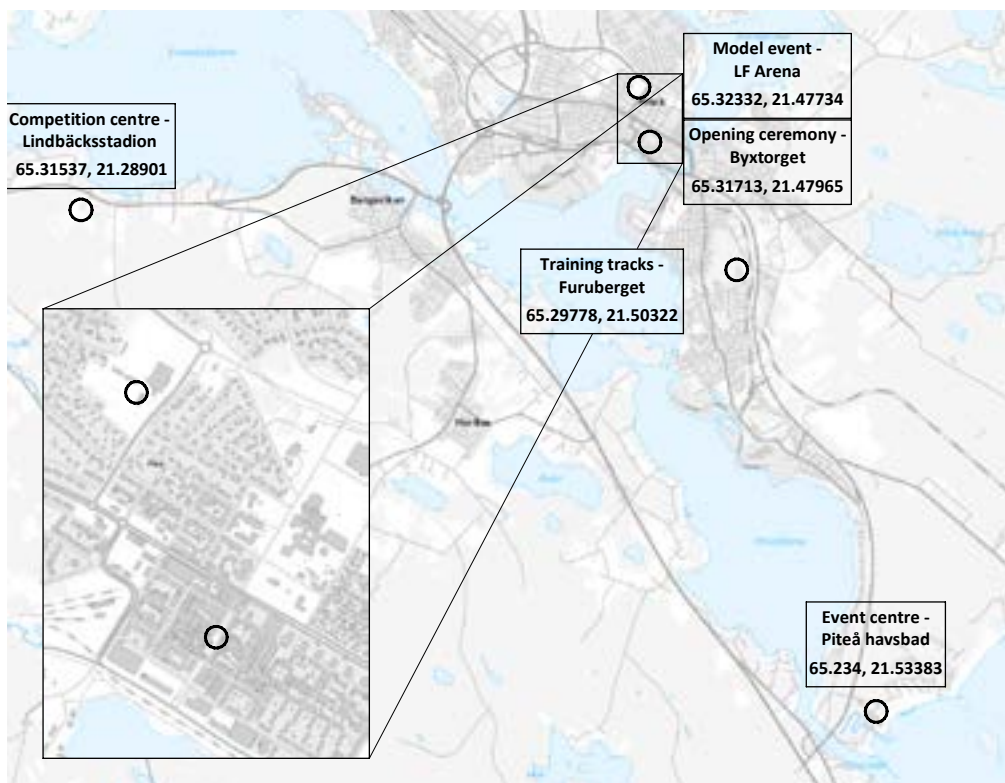 Model event -
LF Arena
65.32332, 21.47734
Competition centre -
Lindbäcksstadion
65.31537, 21.28901
Opening ceremony -
Byxtorget
65.31713, 21.47965
Training tracks -
Furuberget
65.29778, 21.50322
Event centre -
Piteå havsbad
65.234, 21.53383